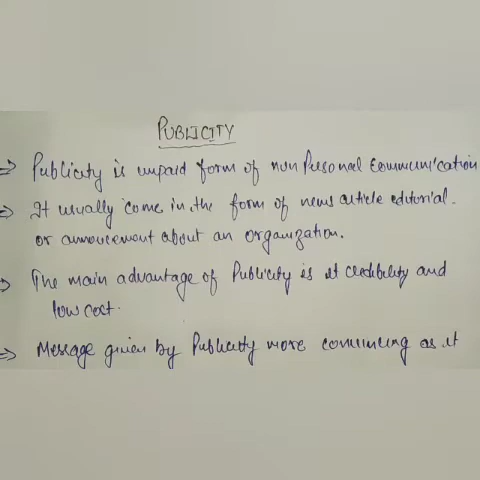 PUBLICITY
⇒ Publicity is unpaid form of non Personal Communication
⇒ It usually come in the form of news article editorial
or announcement about an organization.
⇒ The main advantage of Publicity is it credibility and
low cost.
⇒ Message given by Publicity more convincing as it